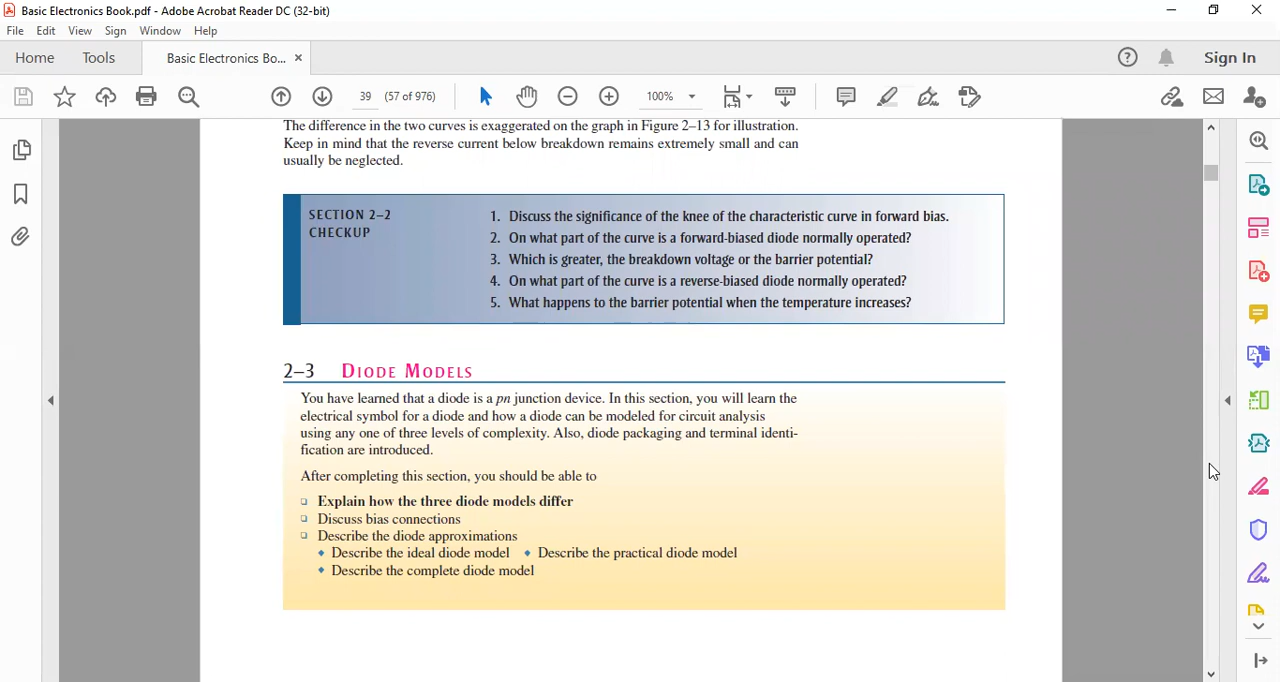 Basic Electronics Book.pdf - Adobe Acrobat Reader DC (32-bit)
File Edit View Sign Window Help
Home Tools Basic Electronics Bo... × Sign In
39 (57 of 976) 100%
The difference in the two curves is exaggerated on the graph in Figure 2–13 for illustration.
Keep in mind that the reverse current below breakdown remains extremely small and can
usually be neglected.
SECTION 2–2
CHECKUP
1. Discuss the significance of the knee of the characteristic curve in forward bias.
2. On what part of the curve is a forward-biased diode normally operated?
3. Which is greater, the breakdown voltage or the barrier potential?
4. On what part of the curve is a reverse-biased diode normally operated?
5. What happens to the barrier potential when the temperature increases?
2–3 DIODE MODELS
You have learned that a diode is a pn junction device. In this section, you will learn the
electrical symbol for a diode and how a diode can be modeled for circuit analysis
using any one of three levels of complexity. Also, diode packaging and terminal identi-
fication are introduced.
After completing this section, you should be able to
❏ Explain how the three diode models differ
❏ Discuss bias connections
❏ Describe the diode approximations
◆ Describe the ideal diode model ◆ Describe the practical diode model
◆ Describe the complete diode model